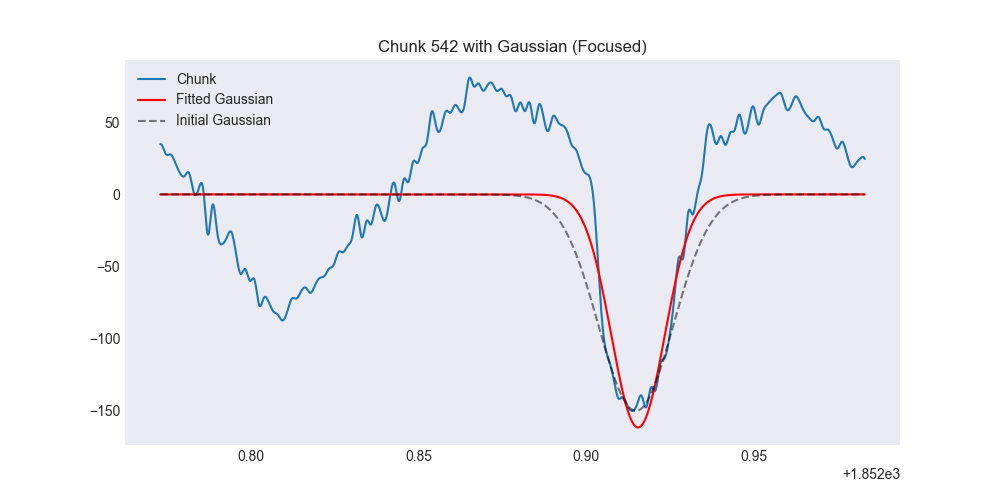 Chunk 542 with Gaussian (Focused)
Chunk
Fitted Gaussian
Initial Gaussian
50
0
−50
−100
−150
0.80 0.85 0.90 0.95
+1.852e3